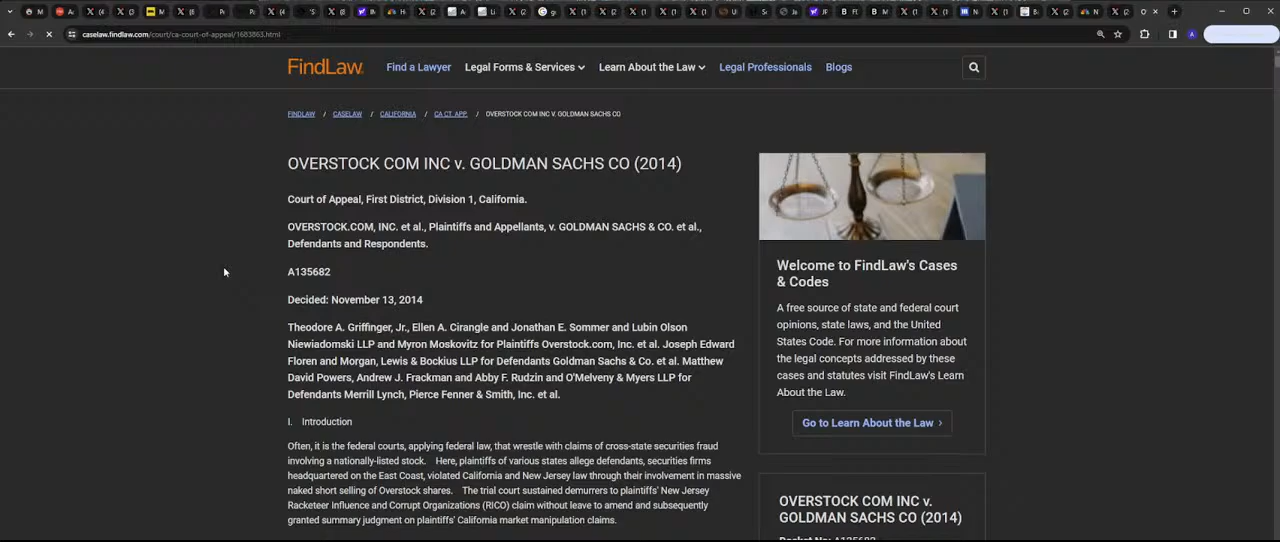 caselaw.findlaw.com/court/ca-court-of-appeal/1683863.html
FindLaw.
Find a Lawyer
Legal Forms & Services
Learn About the Law
Legal Professionals
Blogs
FINDLAW / CASELAW / CALIFORNIA / CA CT. APP. / OVERSTOCK COM INC V. GOLDMAN SACHS CO
OVERSTOCK COM INC v. GOLDMAN SACHS CO (2014)
Court of Appeal, First District, Division 1, California.
OVERSTOCK.COM, INC. et al., Plaintiffs and Appellants, v. GOLDMAN SACHS & CO. et al.,
Defendants and Respondents.
A135682
Decided: November 13, 2014
Theodore A. Griffinger, Jr., Ellen A. Cirangle and Jonathan E. Sommer and Lubin Olson
Niewiadomski LLP and Myron Moskovitz for Plaintiffs Overstock.com, Inc. et al. Joseph Edward
Floren and Morgan, Lewis & Bockius LLP for Defendants Goldman Sachs & Co. et al. Matthew
David Powers, Andrew J. Frackman and Abby F. Rudzin and O'Melveny & Myers LLP for
Defendants Merrill Lynch, Pierce Fenner & Smith, Inc. et al.
I. Introduction
Often, it is the federal courts, applying federal law, that wrestle with claims of cross-state securities fraud
involving a nationally-listed stock. Here, plaintiffs of various states allege defendants, securities firms
headquartered on the East Coast, violated California and New Jersey law through their involvement in massive
naked short selling of Overstock shares. The trial court sustained demurrers to plaintiffs' New Jersey
Racketeer Influence and Corrupt Organizations (RICO) claim without leave to amend and subsequently
granted summary judgment on plaintiffs' California market manipulation claims.
Welcome to FindLaw's Cases
& Codes
A free source of state and federal court
opinions, state laws, and the United
States Code. For more information about
the legal concepts addressed by these
cases and statutes visit FindLaw's Learn
About the Law.
Go to Learn About the Law ›
OVERSTOCK COM INC v.
GOLDMAN SACHS CO (2014)
Docket No: A135682